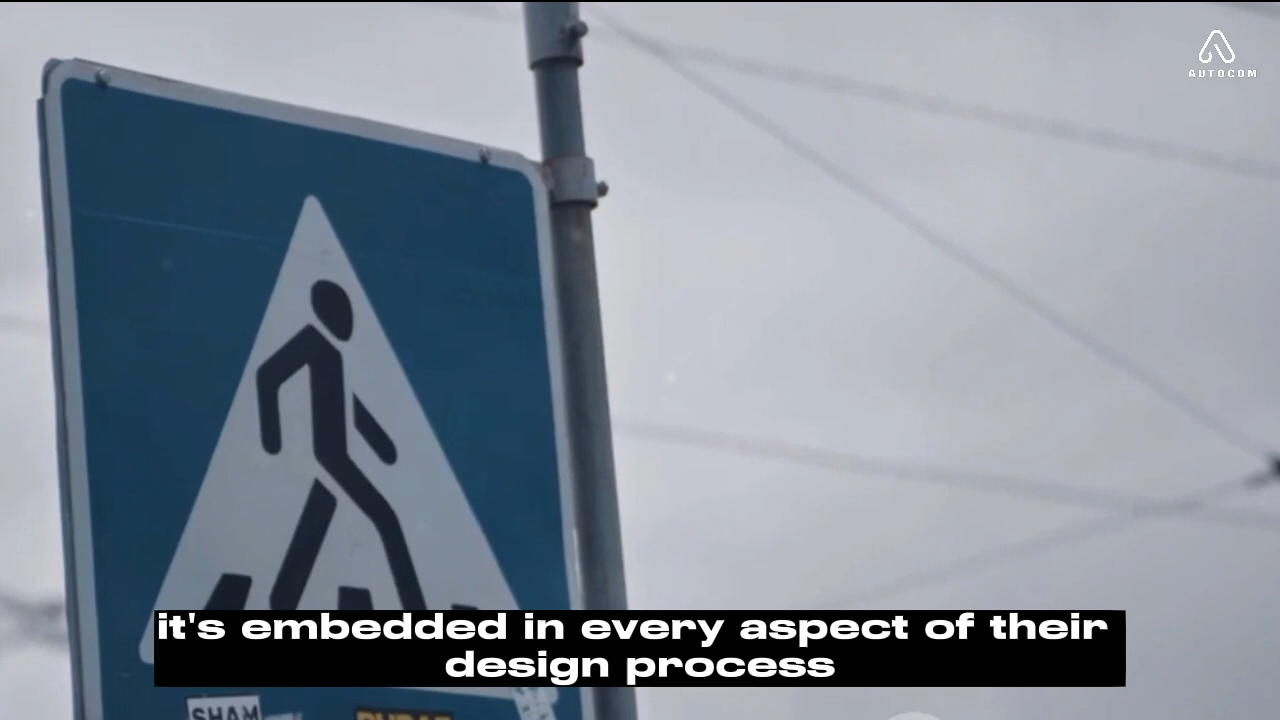 AUTOCOM
it's embedded in every aspect of their
design process
SHAM